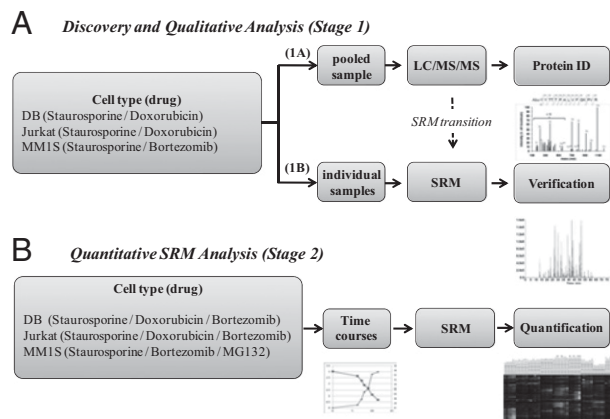 A Discovery and Qualitative Analysis (Stage 1)
Cell type (drug)
DB (Staurosporine / Doxorubicin)
Jurkat (Staurosporine / Doxorubicin)
MM1S (Staurosporine / Bortezomib)
(1A)
pooled
sample
LC/MS/MS
Protein ID
SRM transition
(1B)
individual
samples
SRM
Verification
B Quantitative SRM Analysis (Stage 2)
Cell type (drug)
DB (Staurosporine / Doxorubicin / Bortezomib)
Jurkat (Staurosporine / Doxorubicin / Bortezomib)
MM1S (Staurosporine / Bortezomib / MG132)
Time
courses
SRM
Quantification